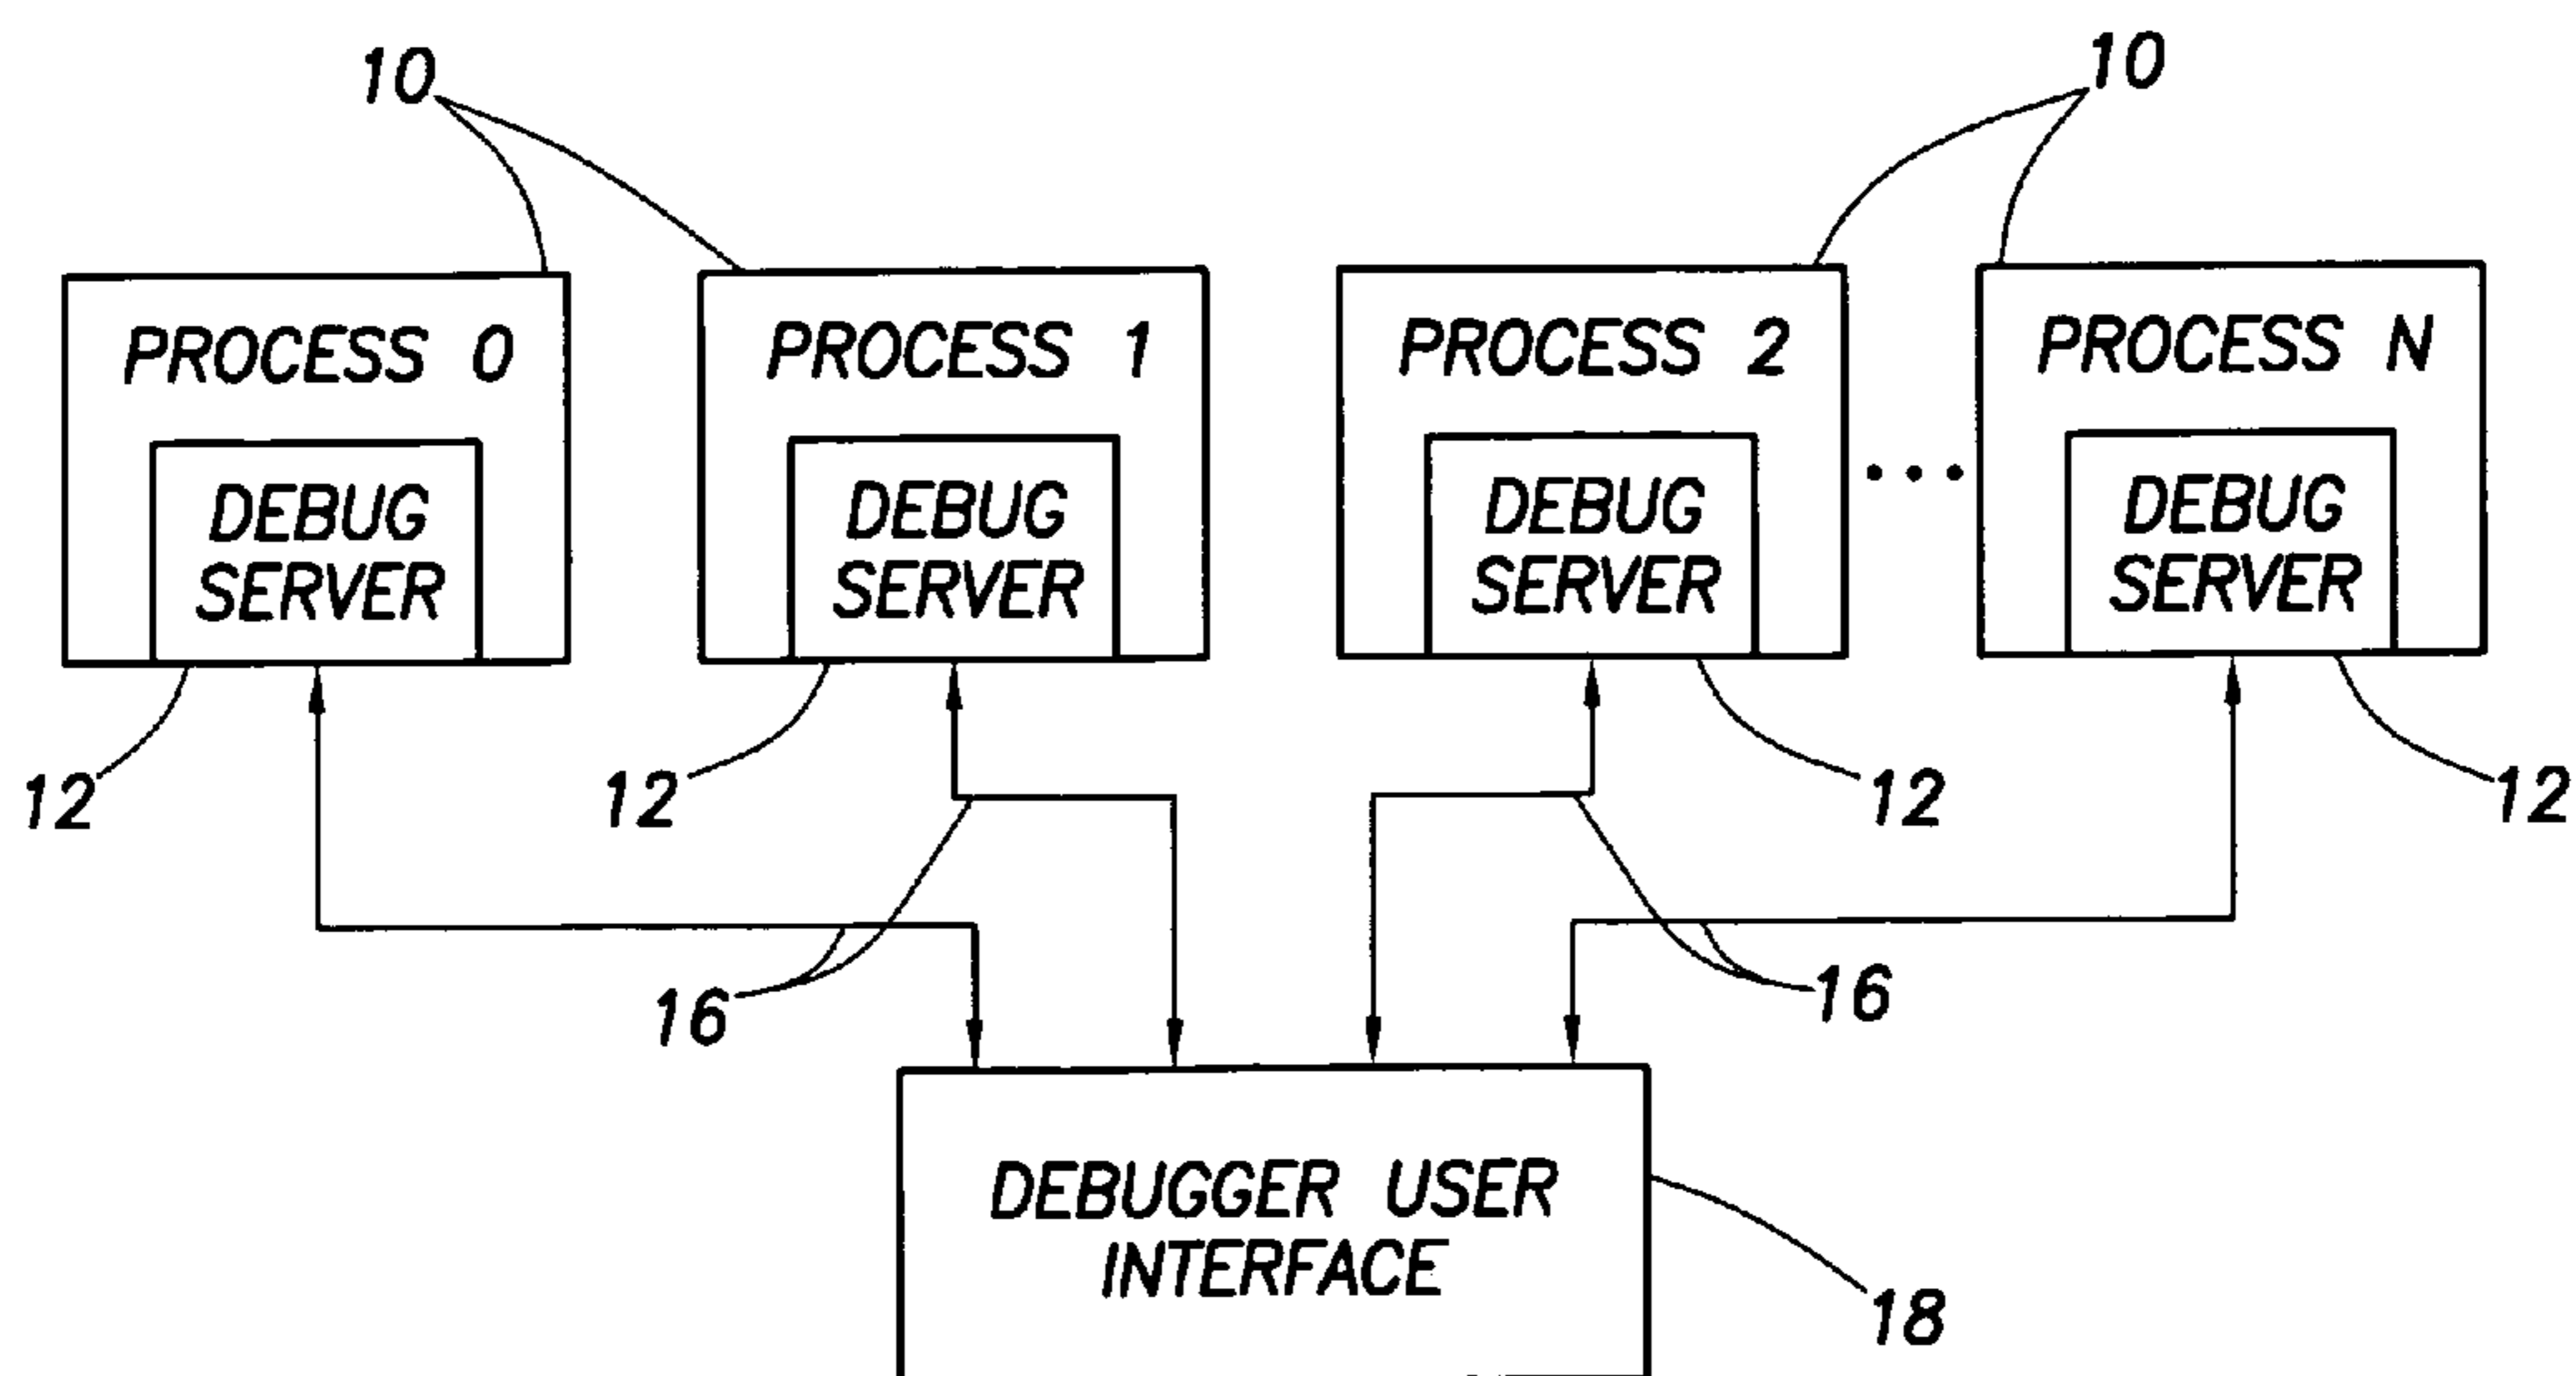 10
10
PROCESS 0
PROCESS 1
PROCESS 2
PROCESS N
DEBUG
SERVER
DEBUG
SERVER
DEBUG
SERVER
DEBUG
SERVER
...
12
12
12
12
16
16
DEBUGGER USER
INTERFACE
18